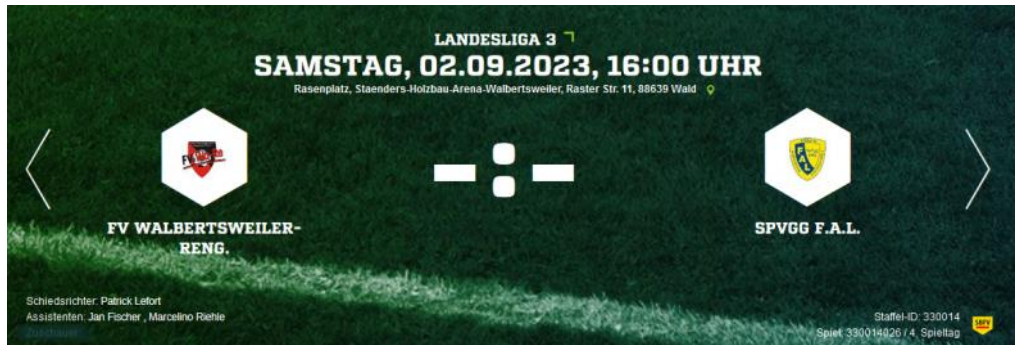 LANDESLIGA 3
SAMSTAG, 02.09.2023, 16:00 UHR
Rasenplatz, Staenders-Holzbau-Arena-Walbertsweiler, Raster Str. 11, 88639 Wald
- : -
FV WALBERTSWEILER-
RENG.
SPVGG F.A.L.
FAL
Schiedsrichter: Patrick Lefort
Assistenten: Jan Fischer , Marcelino Riehle
Staffel-ID: 330014
Spiel: 330014026 / 4. Spieltag
SBFV